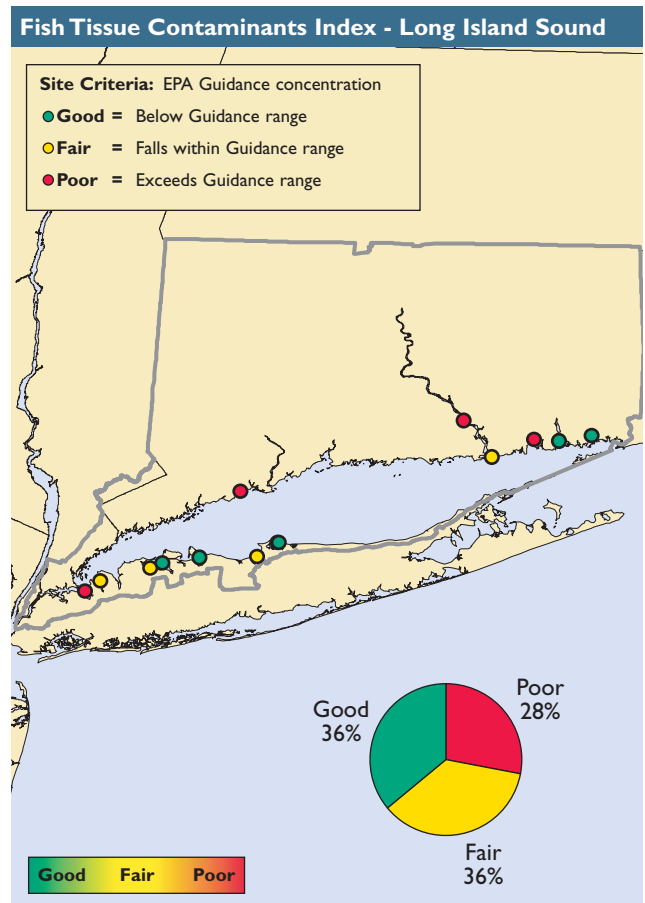 Fish Tissue Contaminants Index - Long Island Sound
Site Criteria: EPA Guidance concentration
Good = Below Guidance range
Fair = Falls within Guidance range
Poor = Exceeds Guidance range
Poor
28%
Good
36%
Fair
36%
Good Fair Poor